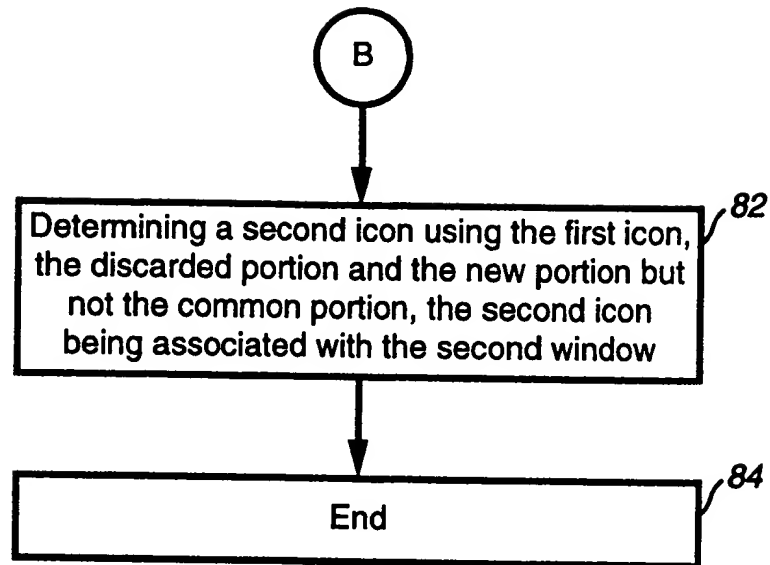 B
82
Determining a second icon using the first icon,
the discarded portion and the new portion but
not the common portion, the second icon
being associated with the second window
84
End